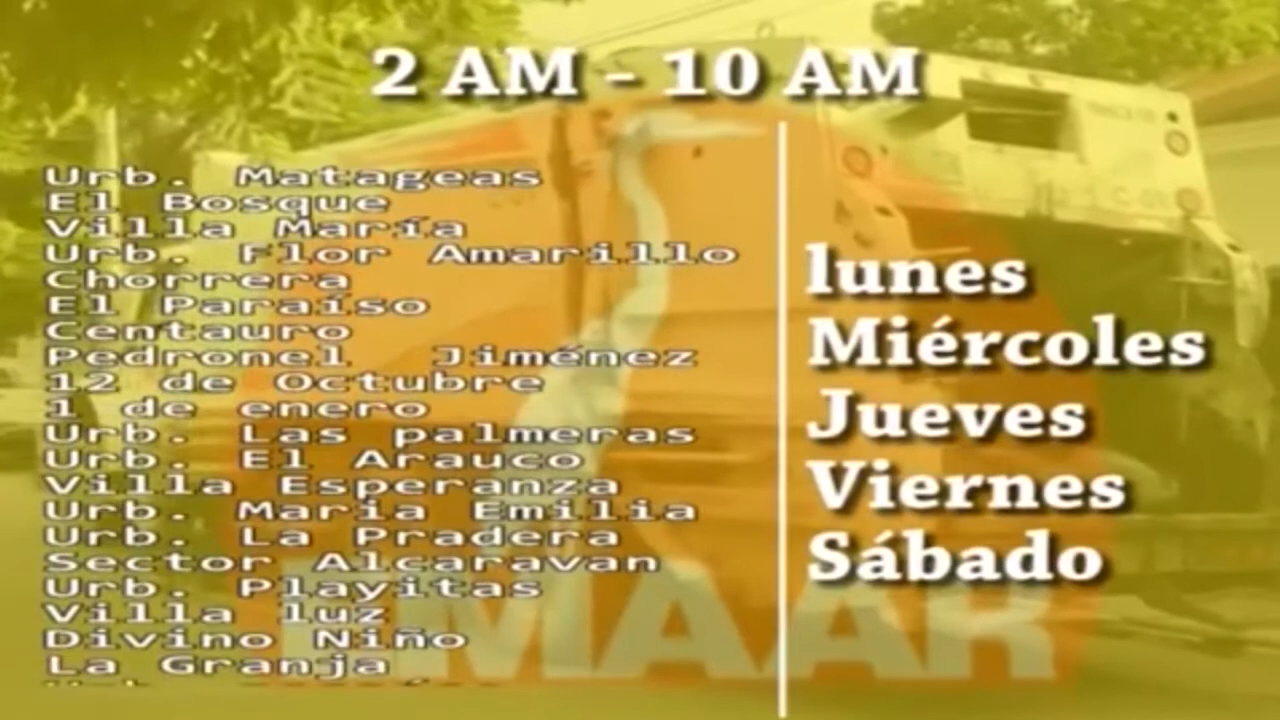 2 AM - 10 AM
Urb. Matageas
El Bosque
Villa María
Urb. Flor Amarillo
Chorrera
El Paraíso
Centauro
Pedronel Jiménez
12 de Octubre
1 de enero
Urb. Las palmeras
Urb. El Arauco
Villa Esperanza
Urb. María Emilia
Urb. La Pradera
Sector Alcaravan
Urb. Playitas
Villa luz
Divino Niño
La Granja
lunes
Miércoles
Jueves
Viernes
Sábado
EMAAR